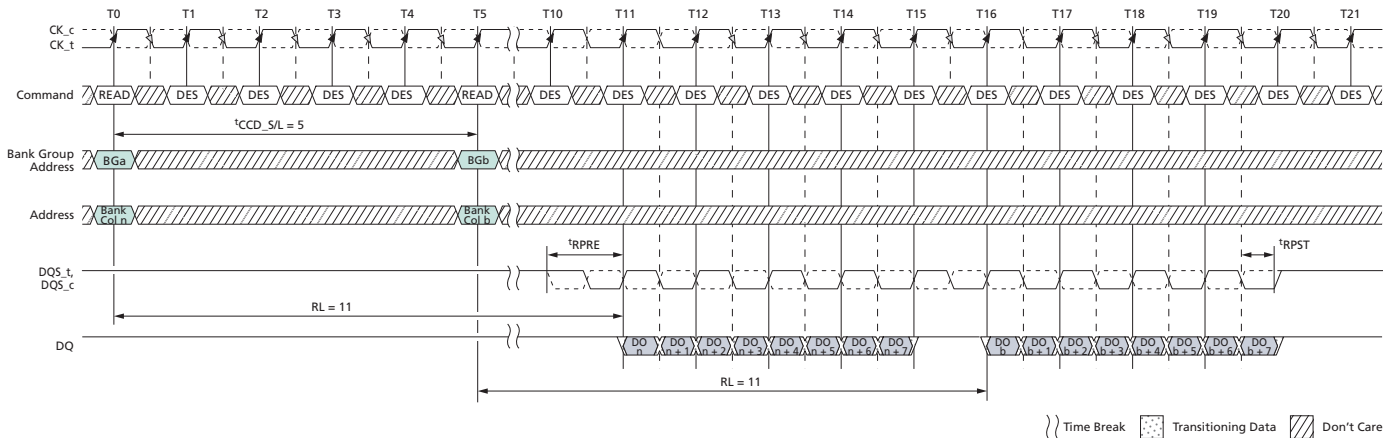 T0 T1 T2 T3 T4 T5 T10 T11 T12 T13 T14 T15 T16 T17 T18 T19 T20 T21
CK_c
CK_t
Command READ DES DES DES DES READ DES DES DES DES DES DES DES DES DES DES DES DES
tCCD_S/L = 5
Bank Group
Address
BGa BGb
Address
Bank
Col n
Bank
Col b
tRPRE tRPST
DQS_t,
DQS_c
RL = 11
DQ
DO
n
DO
n + 1
DO
n + 2
DO
n + 3
DO
n + 4
DO
n + 5
DO
n + 6
DO
n + 7
DO
b
DO
b + 1
DO
b + 2
DO
b + 3
DO
b + 4
DO
b + 5
DO
b + 6
DO
b + 7
RL = 11
Time Break Transitioning Data Don't Care